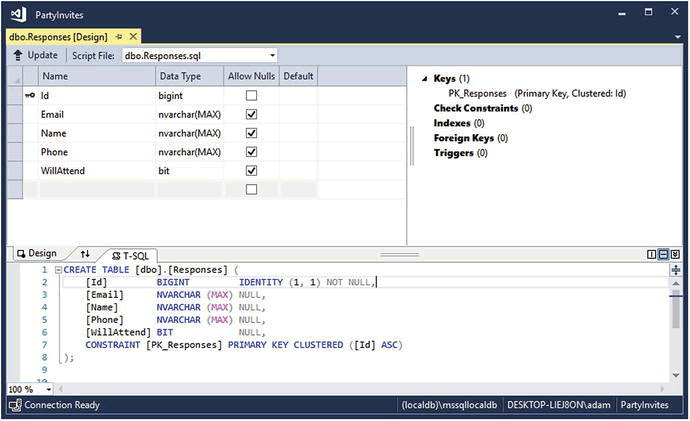 PartyInvites
dbo.Responses [Design]
Update Script File: dbo.Responses.sql
Name Data Type Allow Nulls Default
Id bigint
Email nvarchar(MAX)
Name nvarchar(MAX)
Phone nvarchar(MAX)
WillAttend bit
Keys (1)
PK_Responses (Primary Key, Clustered: Id)
Check Constraints (0)
Indexes (0)
Foreign Keys (0)
Triggers (0)
Design T-SQL
1 CREATE TABLE [dbo].[Responses] (
2 [Id] BIGINT IDENTITY (1, 1) NOT NULL,
3 [Email] NVARCHAR (MAX) NULL,
4 [Name] NVARCHAR (MAX) NULL,
5 [Phone] NVARCHAR (MAX) NULL,
6 [WillAttend] BIT NULL,
7 CONSTRAINT [PK_Responses] PRIMARY KEY CLUSTERED ([Id] ASC)
8 );
9
10
100 %
Connection Ready (localdb)\mssqllocaldb DESKTOP-LIEJ8ON\adam PartyInvites